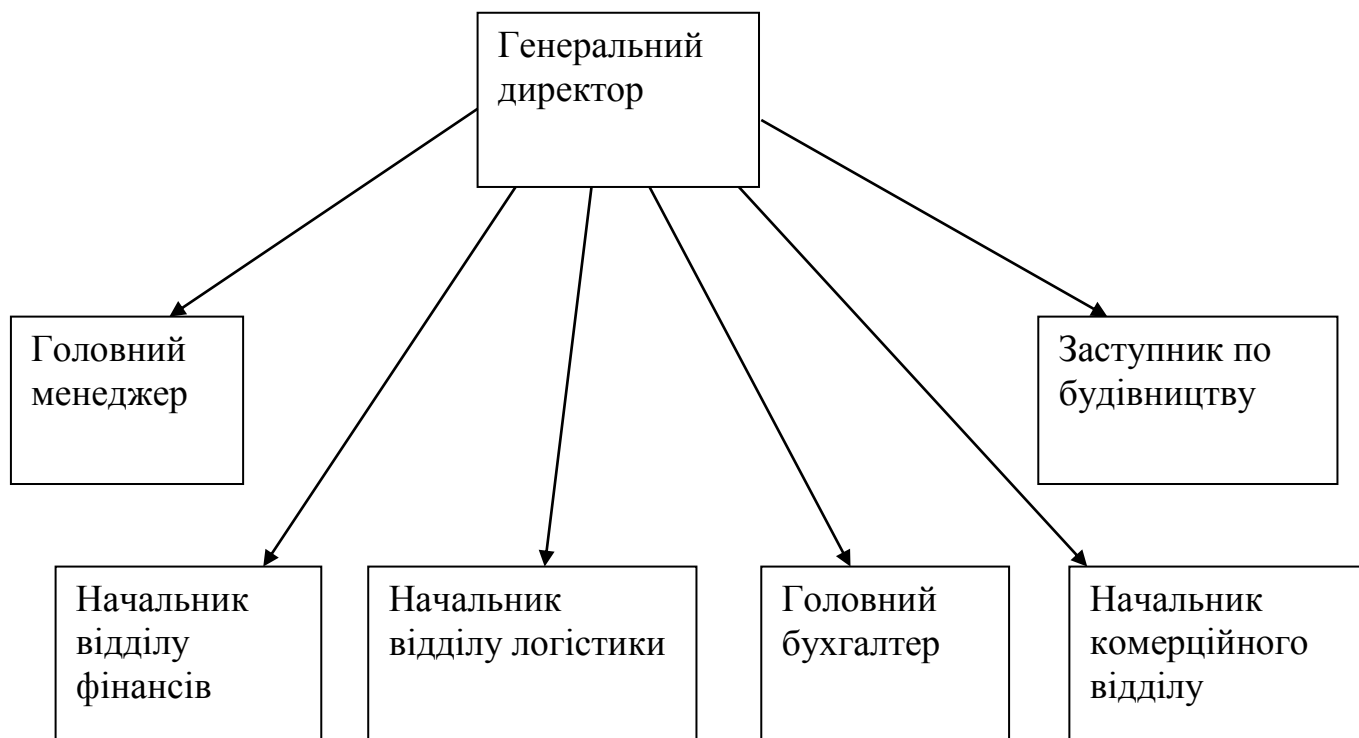 Генеральний
директор
Головний
менеджер
Заступник по
будівництву
Начальник
відділу
фінансів
Начальник
відділу логістики
Головний
бухгалтер
Начальник
комерційного
відділу